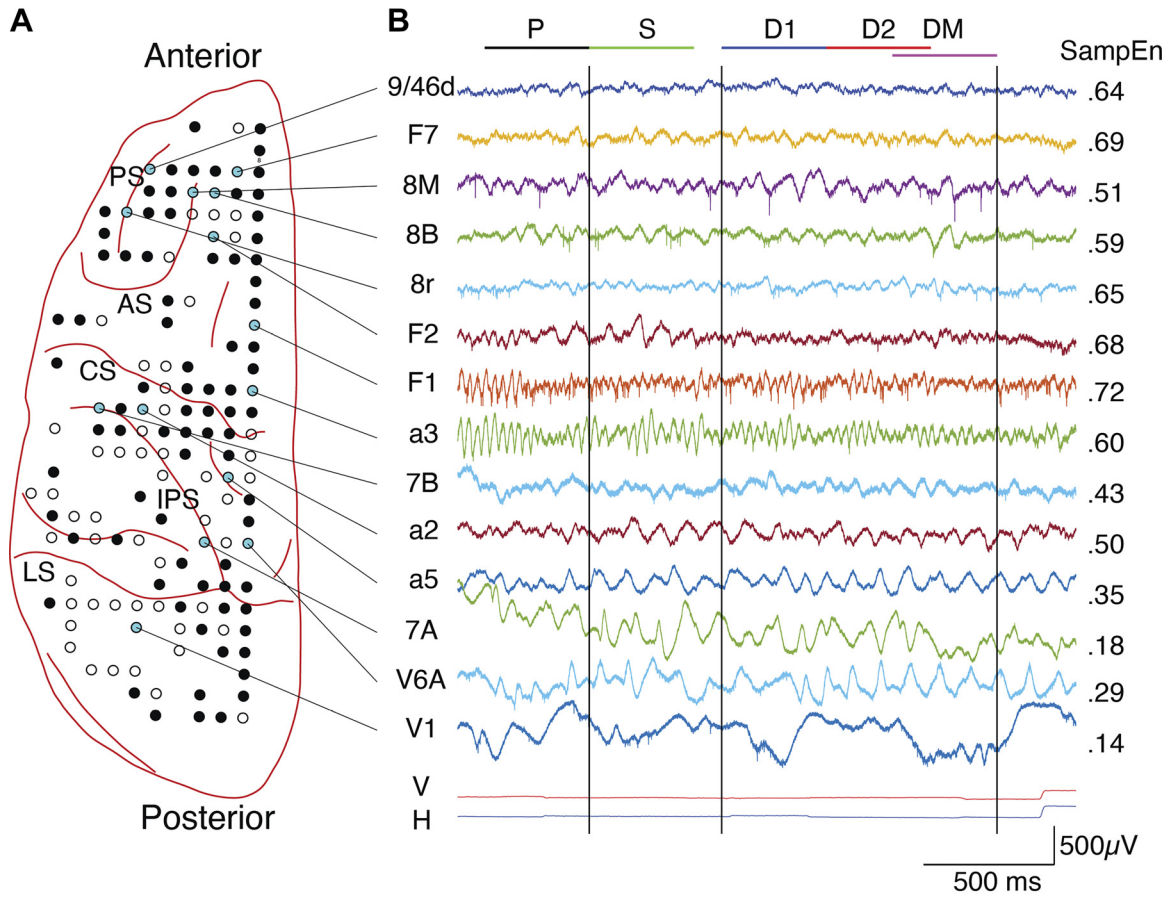 A
Anterior
PS
AS
CS
IPS
LS
Posterior
B
P S D1 D2 DM
SampEn
9/46d .64
F7 .69
8M .51
8B .59
8r .65
F2 .68
F1 .72
a3 .60
7B .43
a2 .50
a5 .35
7A .18
V6A .29
V1 .14
V
H
500µV
500 ms